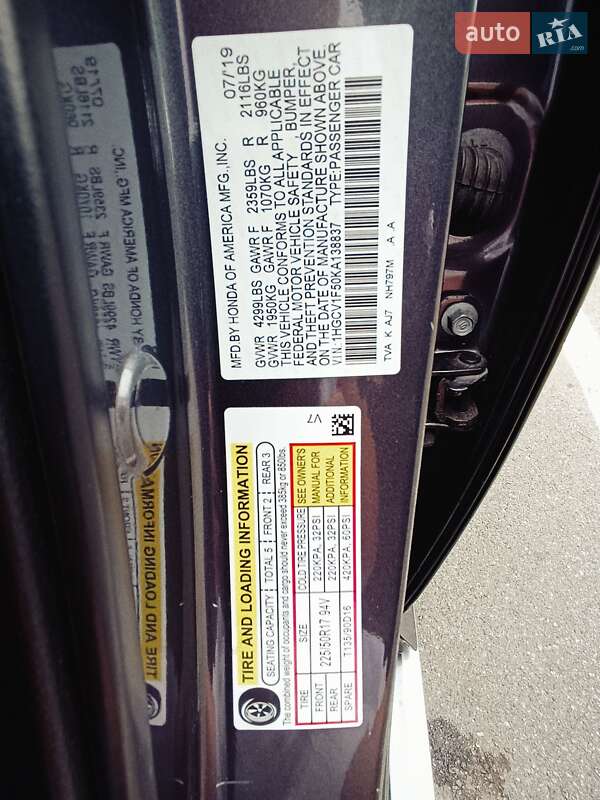 auto RIA .com
MFD.BY HONDA OF AMERICA MFG.,INC. 07/19
GVWR 4299LBS GAWR F 2359LBS R 2116LBS
GVWR 1950KG GAWR F 1070KG R 960KG
THIS VEHICLE CONFORMS TO ALL APPLICABLE
FEDERAL MOTOR VEHICLE SAFETY, BUMPER,
AND THEFT PREVENTION STANDARDS IN EFFECT
ON THE DATE OF MANUFACTURE SHOWN ABOVE.
V.I.N.:1HGCV1F50KA138837 TYPE:PASSENGER CAR
TVA K AJ7 NH797M A A
TIRE AND LOADING INFORMATION
SEATING CAPACITY TOTAL 5 FRONT 2 REAR 3
The combined weight of occupants and cargo should never exceed 385kg or 850lbs.
TIRE SIZE COLD TIRE PRESSURE SEE OWNER'S
FRONT 225/50R17 94V 220KPA, 32PSI MANUAL FOR
REAR 220KPA, 32PSI ADDITIONAL
SPARE T135/90D16 420KPA, 60PSI INFORMATION
V7